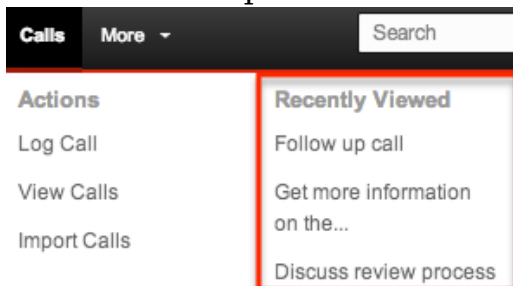 Calls More Search
Actions
Log Call
View Calls
Import Calls
Recently Viewed
Follow up call
Get more information
on the...
Discuss review process